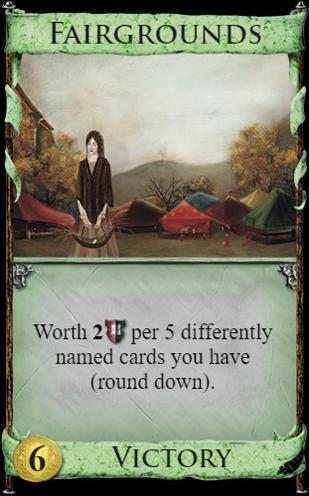 FAIRGROUNDS
Worth 2 per 5 differently
named cards you have
(round down).
6 VICTORY